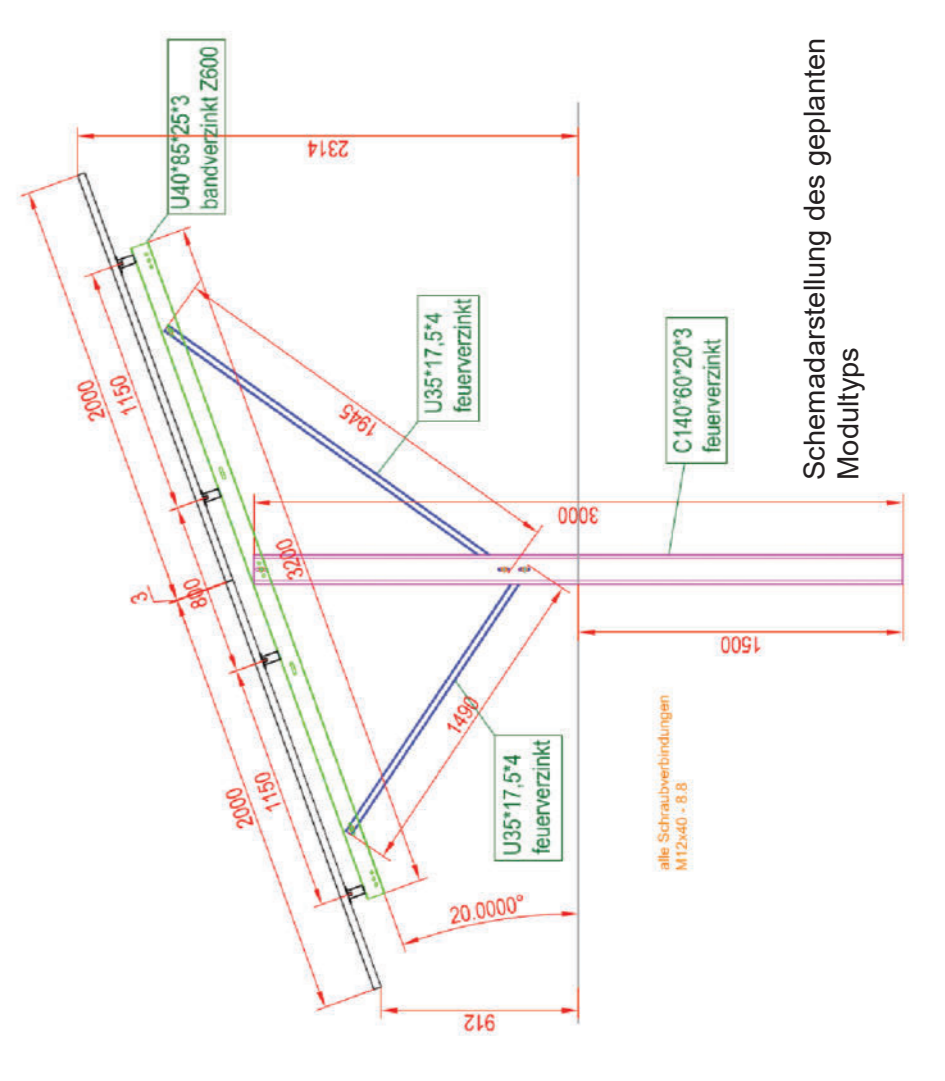 U40*85*25*3
bandverzinkt Z600
2314
2000
1150
3
800
3200
1945
U35*17,5*4
feuerverzinkt
C140*60*20*3
feuerverzinkt
3000
1500
2000
1150
1490
U35*17,5*4
feuerverzinkt
20.0000°
912
alle Schraubverbindungen
M12x40 - 8.8
Schemadarstellung des geplanten
Modultyps